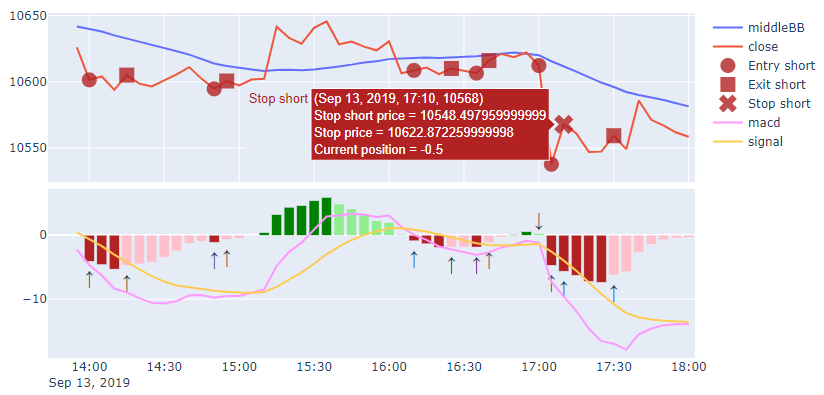 10650
10600
10550
middleBB
close
Entry short
Exit short
Stop short
macd
signal
Stop short
(Sep 13, 2019, 17:10, 10568)
Stop short price = 10548.497959999999
Stop price = 10622.872259999998
Current position = -0.5
0
−10
14:00 14:30 15:00 15:30 16:00 16:30 17:00 17:30 18:00
Sep 13, 2019